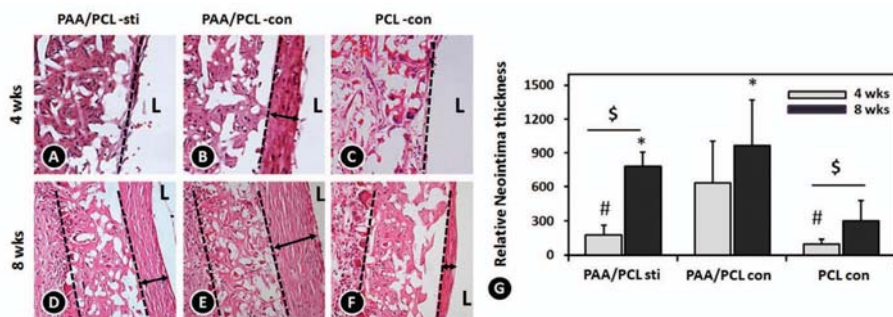 PAA/PCL-sti PAA/PCL-con PCL-con
4 wks
L L L
A B C
8 wks
L L
L
D E F
Relative Neointima thickness
1500
1200
900
600
300
0
4 wks
8 wks
$ * * $
# #
PAA/PCL sti PAA/PCL con PCL con
G